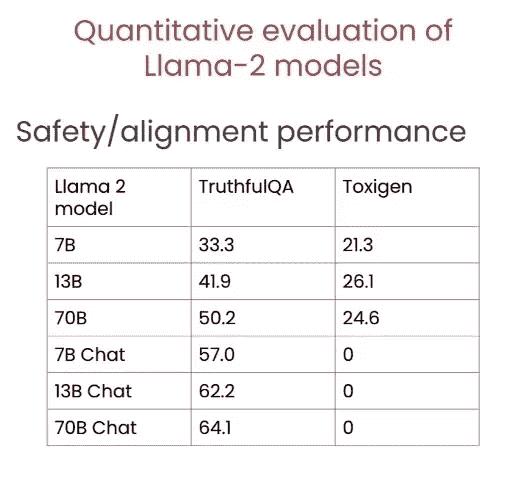 Quantitative evaluation of
Llama-2 models
Safety/alignment performance
Llama 2 model TruthfulQA Toxigen
7B 33.3 21.3
13B 41.9 26.1
70B 50.2 24.6
7B Chat 57.0 0
13B Chat 62.2 0
70B Chat 64.1 0